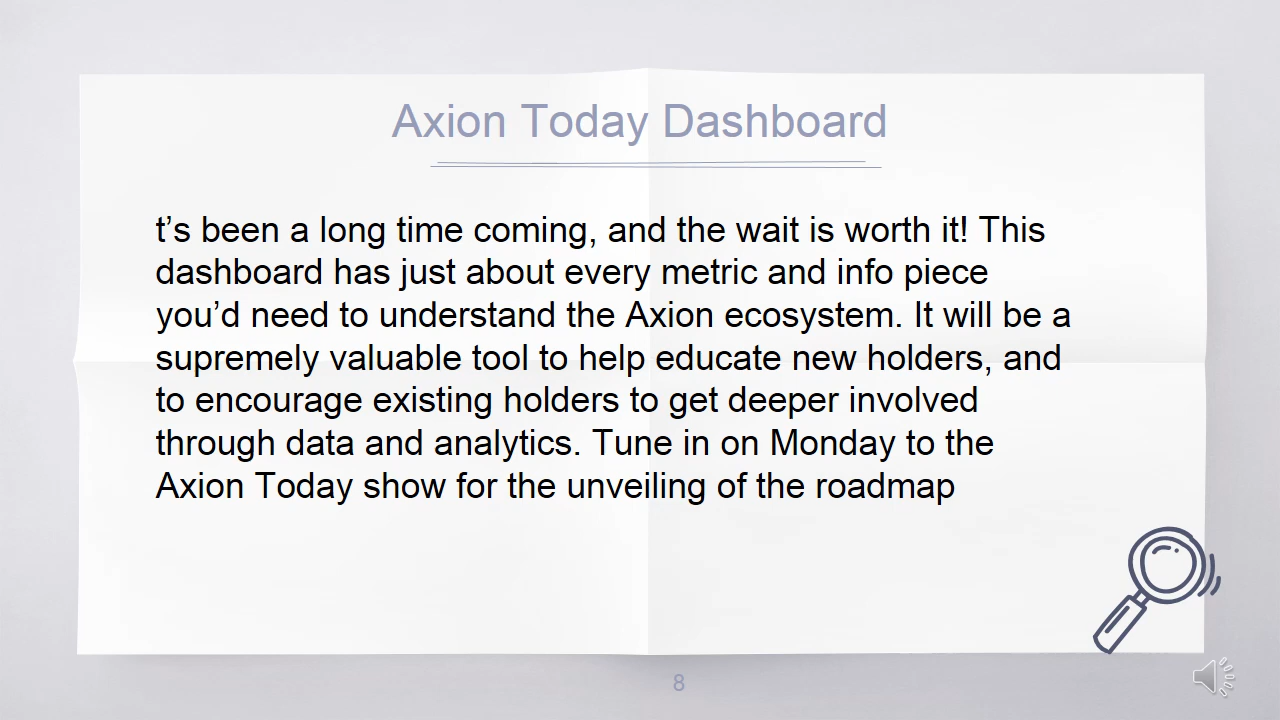 Axion Today Dashboard
t’s been a long time coming, and the wait is worth it! This
dashboard has just about every metric and info piece
you’d need to understand the Axion ecosystem. It will be a
supremely valuable tool to help educate new holders, and
to encourage existing holders to get deeper involved
through data and analytics. Tune in on Monday to the
Axion Today show for the unveiling of the roadmap
8